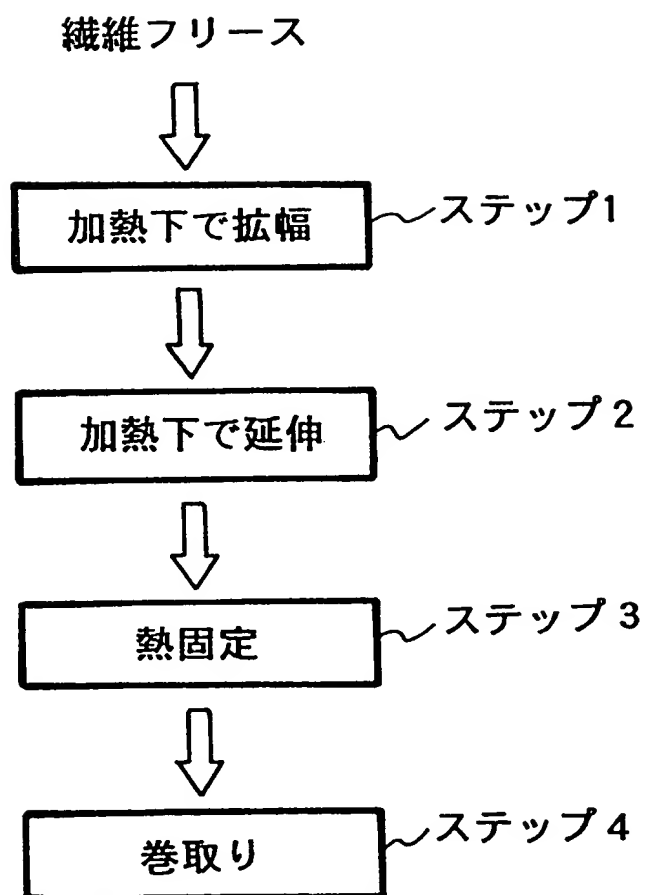 繊維フリース
加熱下で拡幅
ステップ1
加熱下で延伸
ステップ2
熱固定
ステップ3
巻取り
ステップ4